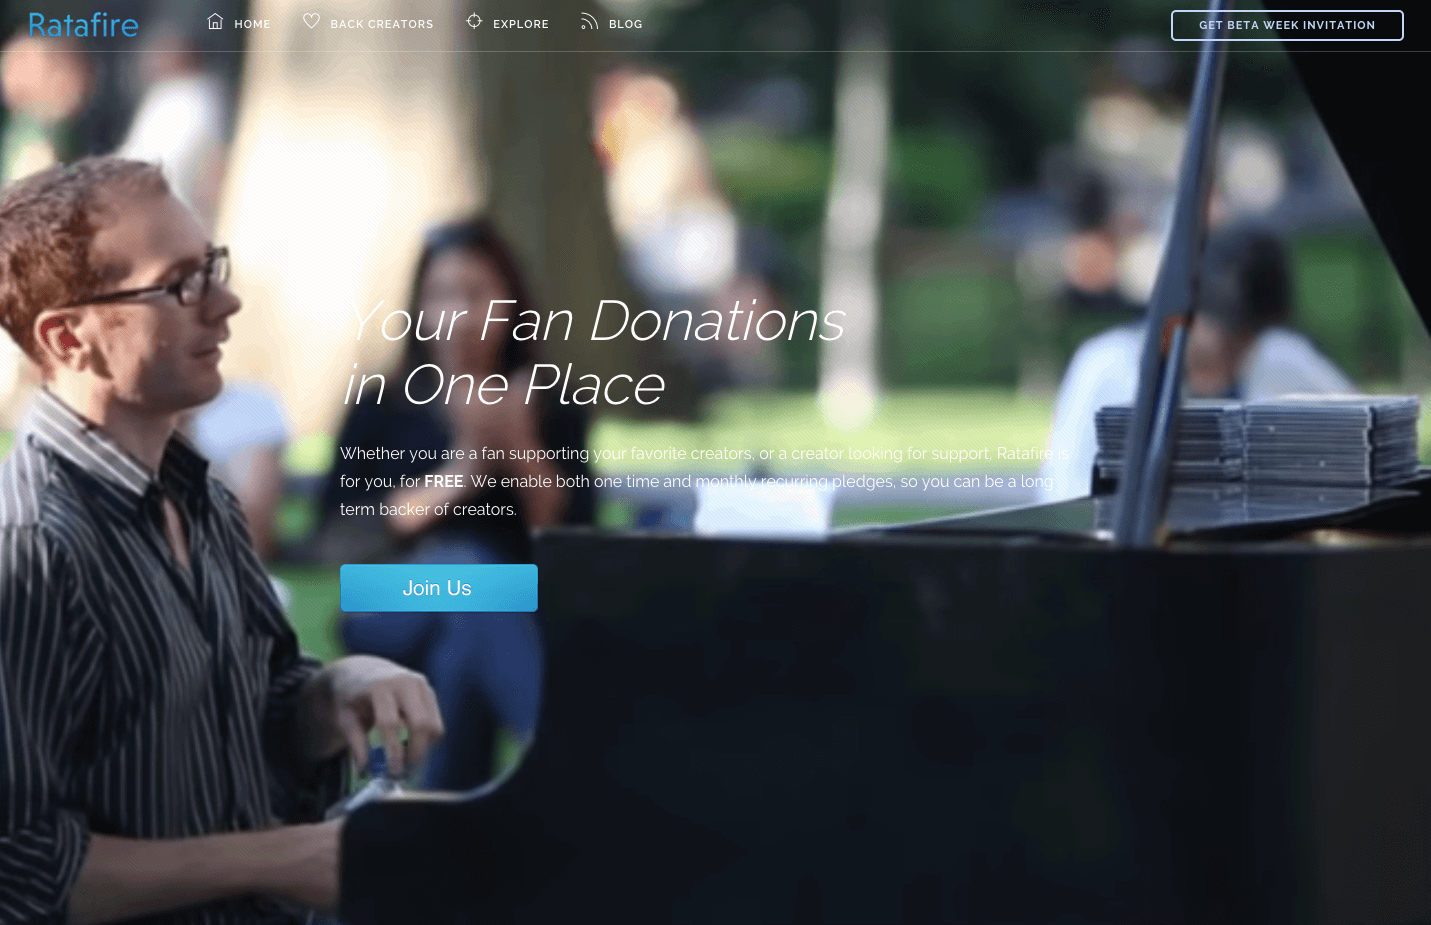 Ratafire
HOME
BACK CREATORS
EXPLORE
BLOG
GET BETA WEEK INVITATION
Your Fan Donations
in One Place
Whether you are a fan supporting your favorite creators, or a creator looking for support, Ratafire is
for you, for FREE. We enable both one time and monthly recurring pledges, so you can be a long
term backer of creators.
Join Us